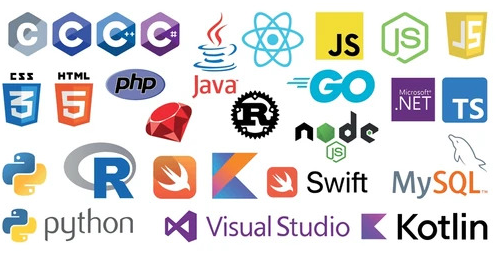 C C C++ C#
Java
JS
JS
JS
CSS
3
HTML
5
php
GO
Microsoft®
.NET
TS
R
node
JS
R
Swift
MySQL™
python
Visual Studio
Kotlin